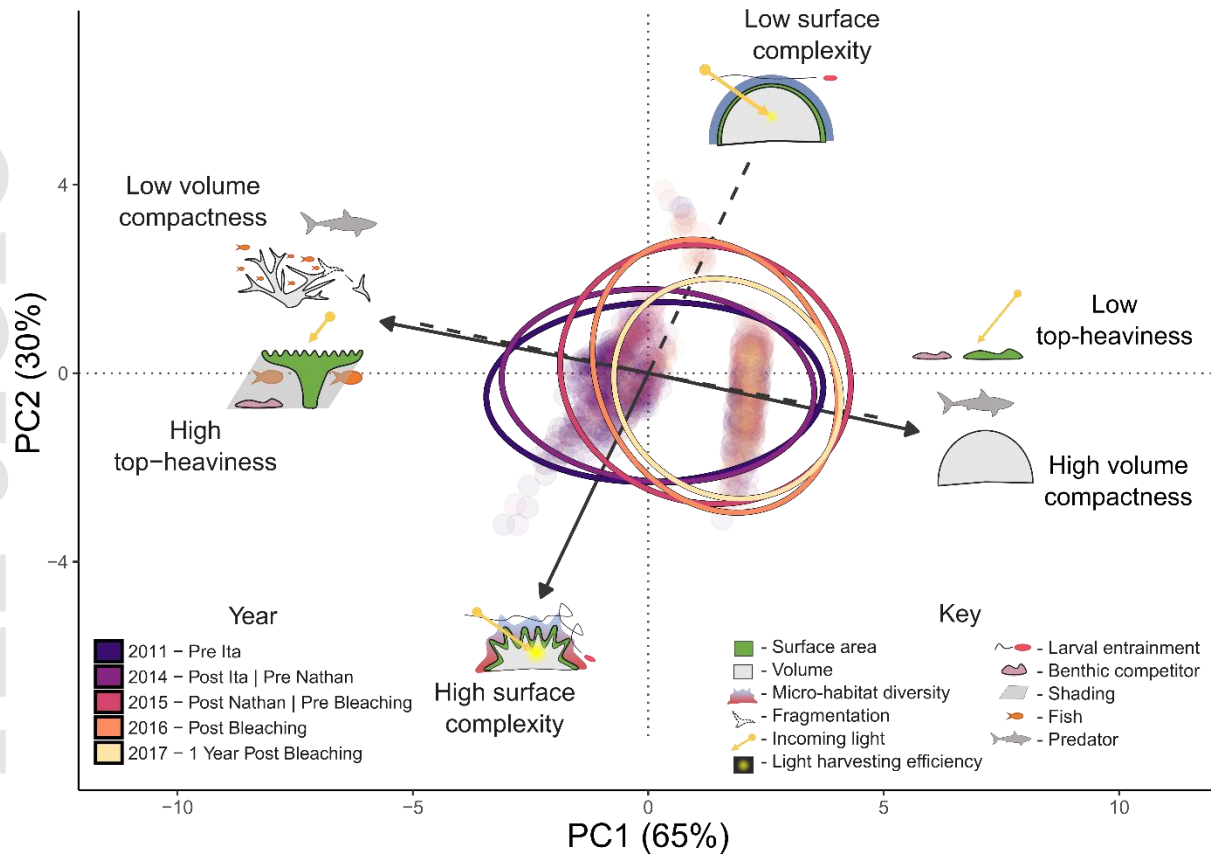 Low surface
complexity
Low volume
compactness
4
Low
top-heaviness
PC2 (30%)
0
High
top-heaviness
High volume
compactness
−4
Year
2011 − Pre Ita
2014 − Post Ita | Pre Nathan
2015 − Post Nathan | Pre Bleaching
2016 − Post Bleaching
2017 − 1 Year Post Bleaching
High surface
complexity
Key
- Surface area
- Volume
- Micro-habitat diversity
- Fragmentation
- Incoming light
- Light harvesting efficiency
- Larval entrainment
- Benthic competitor
- Shading
- Fish
- Predator
−10
−5
0
5
10
PC1 (65%)